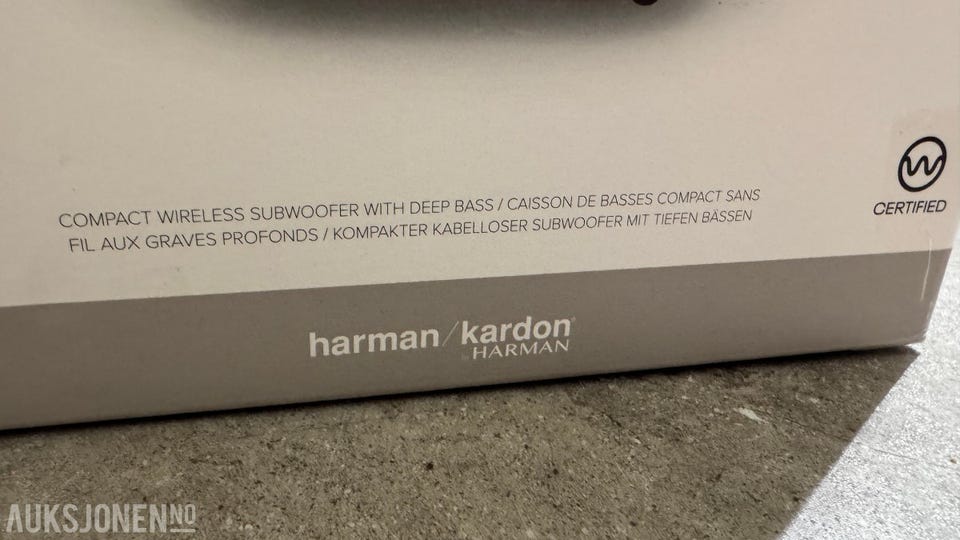 COMPACT WIRELESS SUBWOOFER WITH DEEP BASS / CAISSON DE BASSES COMPACT SANS
FIL AUX GRAVES PROFONDS / KOMPAKTER KABELLOSER SUBWOOFER MIT TIEFEN BÄSSEN
W
CERTIFIED
harman/kardon®
by HARMAN
AUKSJONEN.NO